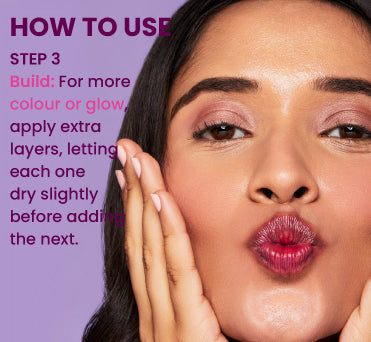 HOW TO USE
STEP 3
Build: For more
colour or glow,
apply extra
layers, letting
each one
dry slightly
before adding
the next.